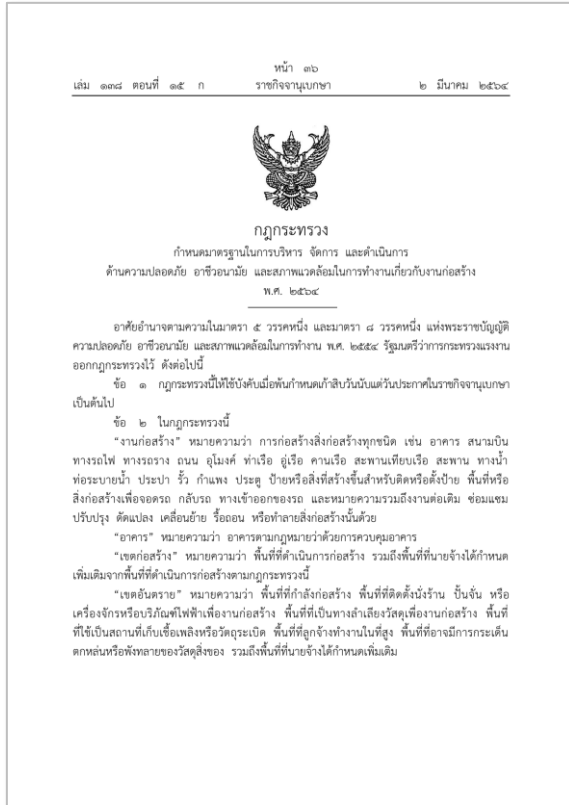 หน้า ๓๖
เล่ม ๑๓๘ ตอนที่ ๑๕ ก ราชกิจจานุเบกษา ๒ มีนาคม ๒๕๖๔
กฎกระทรวง
กำหนดมาตรฐานในการบริหาร จัดการ และดำเนินการ
ด้านความปลอดภัย อาชีวอนามัย และสภาพแวดล้อมในการทำงานเกี่ยวกับงานก่อสร้าง
พ.ศ. ๒๕๖๔
อาศัยอำนาจตามความในมาตรา ๕ วรรคหนึ่ง และมาตรา ๘ วรรคหนึ่ง แห่งพระราชบัญญัติ
ความปลอดภัย อาชีวอนามัย และสภาพแวดล้อมในการทำงาน พ.ศ. ๒๕๕๔ รัฐมนตรีว่าการกระทรวงแรงงาน
ออกกฎกระทรวงไว้ ดังต่อไปนี้
ข้อ ๑ กฎกระทรวงนี้ให้ใช้บังคับเมื่อพ้นกำหนดเก้าสิบวันนับแต่วันประกาศในราชกิจจานุเบกษา
เป็นต้นไป
ข้อ ๒ ในกฎกระทรวงนี้
“งานก่อสร้าง” หมายความว่า การก่อสร้างสิ่งก่อสร้างทุกชนิด เช่น อาคาร สนามบิน
ทางรถไฟ ทางรถราง ถนน อุโมงค์ ท่าเรือ อู่เรือ คานเรือ สะพานเทียบเรือ สะพาน ทางน้ำ
ท่อระบายน้ำ ประปา รั้ว กำแพง ประตู ป้ายหรือสิ่งที่สร้างขึ้นสำหรับติดหรือตั้งป้าย พื้นที่หรือ
สิ่งก่อสร้างเพื่อจอดรถ กลับรถ ทางเข้าออกของรถ และหมายความรวมถึงงานต่อเติม ซ่อมแซม
ปรับปรุง ดัดแปลง เคลื่อนย้าย รื้อถอน หรือทำลายสิ่งก่อสร้างนั้นด้วย
“อาคาร” หมายความว่า อาคารตามกฎหมายว่าด้วยการควบคุมอาคาร
“เขตก่อสร้าง” หมายความว่า พื้นที่ที่ดำเนินการก่อสร้าง รวมถึงพื้นที่ที่นายจ้างได้กำหนด
เพิ่มเติมจากพื้นที่ที่ดำเนินการก่อสร้างตามกฎกระทรวงนี้
“เขตอันตราย” หมายความว่า พื้นที่ที่กำลังก่อสร้าง พื้นที่ที่ติดตั้งนั่งร้าน ปั้นจั่น หรือ
เครื่องจักรหรือบริภัณฑ์ไฟฟ้าเพื่องานก่อสร้าง พื้นที่ที่เป็นทางลำเลียงวัสดุเพื่องานก่อสร้าง พื้นที่
ที่ใช้เป็นสถานที่เก็บเชื้อเพลิงหรือวัตถุระเบิด พื้นที่ที่ลูกจ้างทำงานในที่สูง พื้นที่ที่อาจมีการกระเด็น
ตกหล่นหรือพังทลายของวัสดุสิ่งของ รวมถึงพื้นที่ที่นายจ้างได้กำหนดเพิ่มเติม